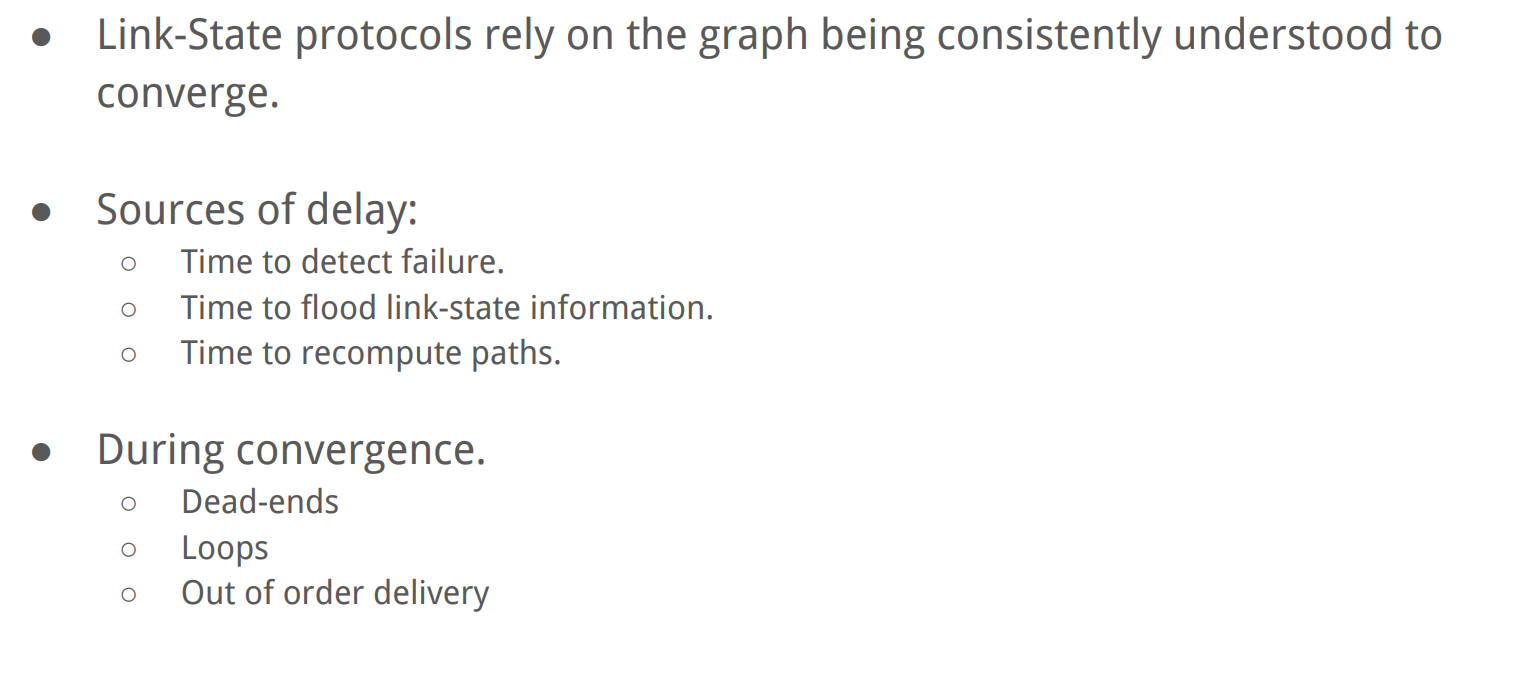 ● Link-State protocols rely on the graph being consistently understood to
converge.
● Sources of delay:
○ Time to detect failure.
○ Time to flood link-state information.
○ Time to recompute paths.
● During convergence.
○ Dead-ends
○ Loops
○ Out of order delivery